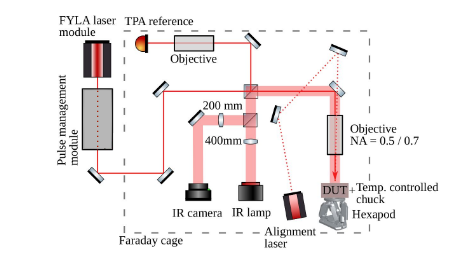 FYLA laser
module
TPA reference
Objective
Pulse management
module
200 mm
400mm
Objective
NA = 0.5 / 0.7
DUT
Temp. controlled
chuck
Hexapod
IR camera
IR lamp
Alignment
laser
Faraday cage